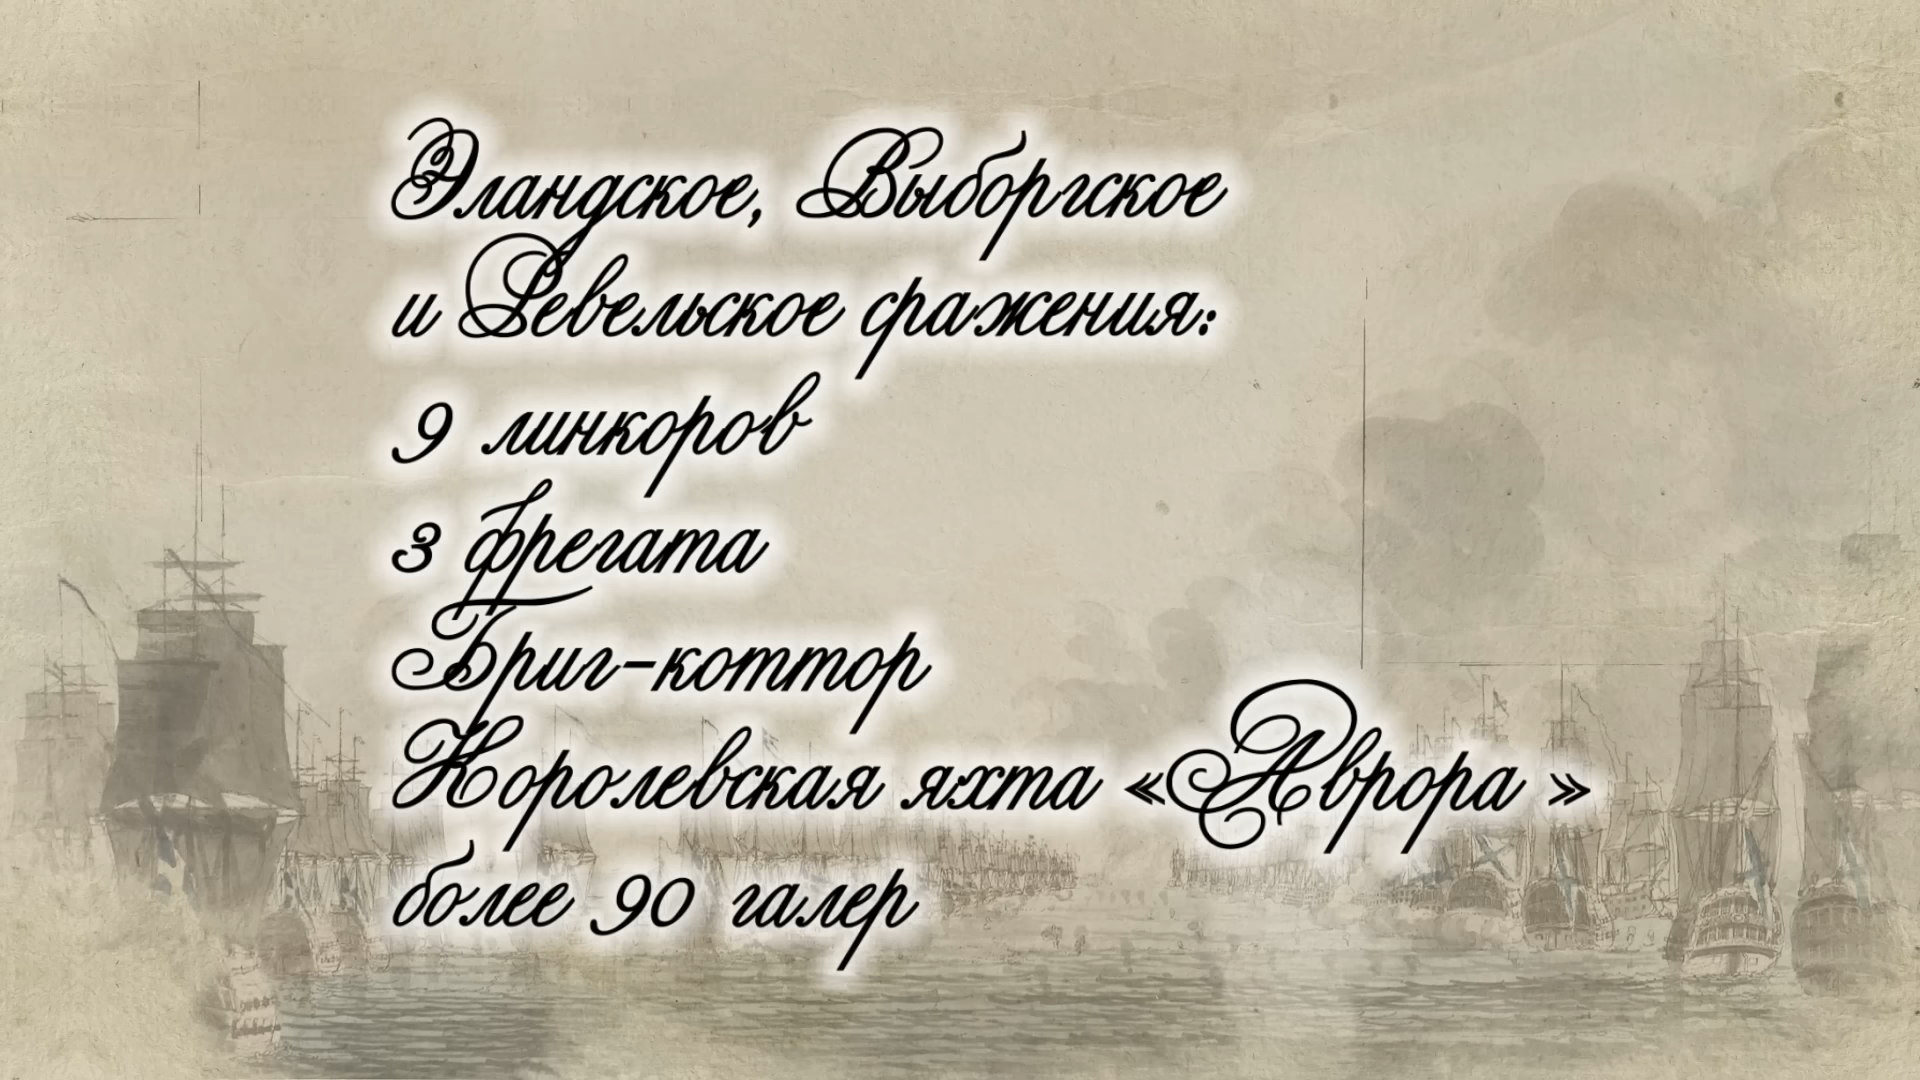 Эландское, Выборгское
и Ревельское сражения:
9 линкоров
3 фрегата
Бриг-коттор
Королевская яхта «Аврора »
более 90 галер